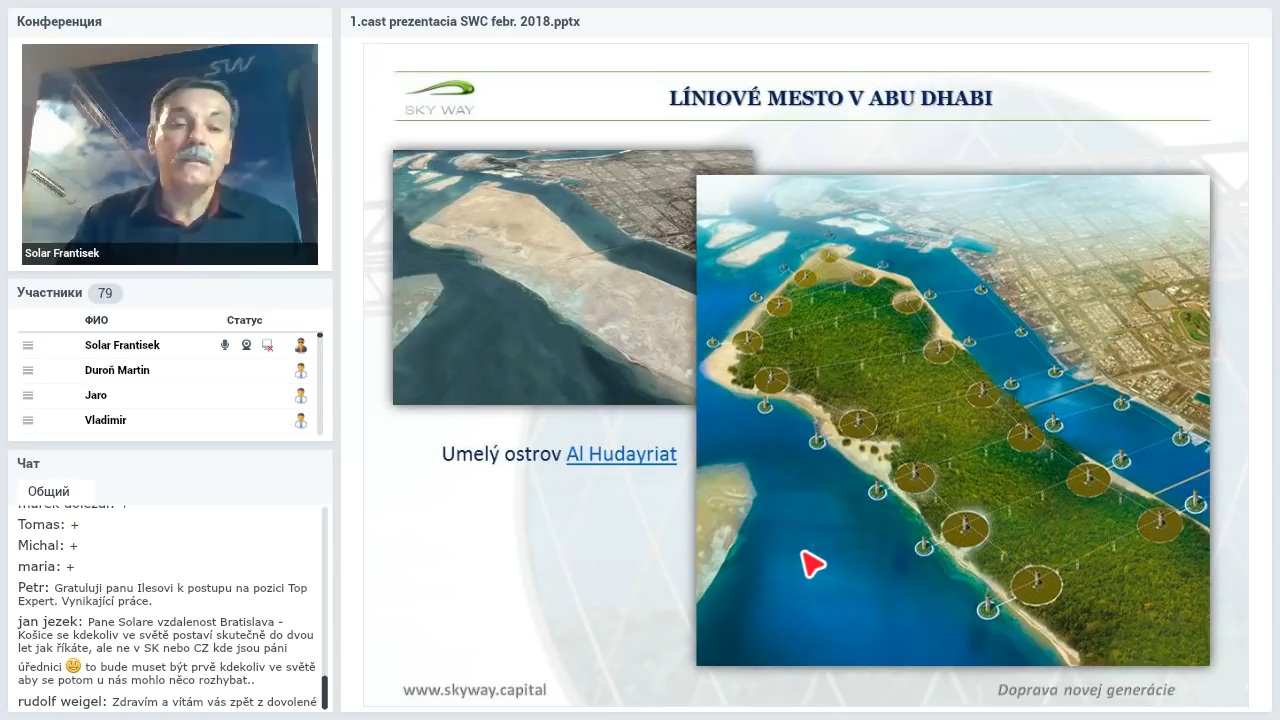 Конференция
SW
Solar Frantisek
Участники 79
ФИО Статус
Solar Frantisek
Duroň Martin
Jaro
Vladimir
Чат
Общий
marek dolezal: +
Tomas: +
Michal: +
maria: +
Petr: Gratuluji panu Ilesovi k postupu na pozici Top
Expert. Vynikající práce.
jan jezek: Pane Solare vzdalenost Bratislava -
Košice se kdekoliv ve světě postaví skutečně do dvou
let jak říkáte, ale ne v SK nebo CZ kde jsou páni
úředníci to bude muset být prvě kdekoliv ve světě
aby se potom u nás mohlo něco rozhybat..
rudolf weigel: Zdravím a vítám vás zpět z dovolené
1.cast prezentacia SWC febr. 2018.pptx
SKY WAY
LÍNIOVÉ MESTO V ABU DHABI
Umelý ostrov Al Hudayriat
www.skyway.capital
Doprava novej generácie